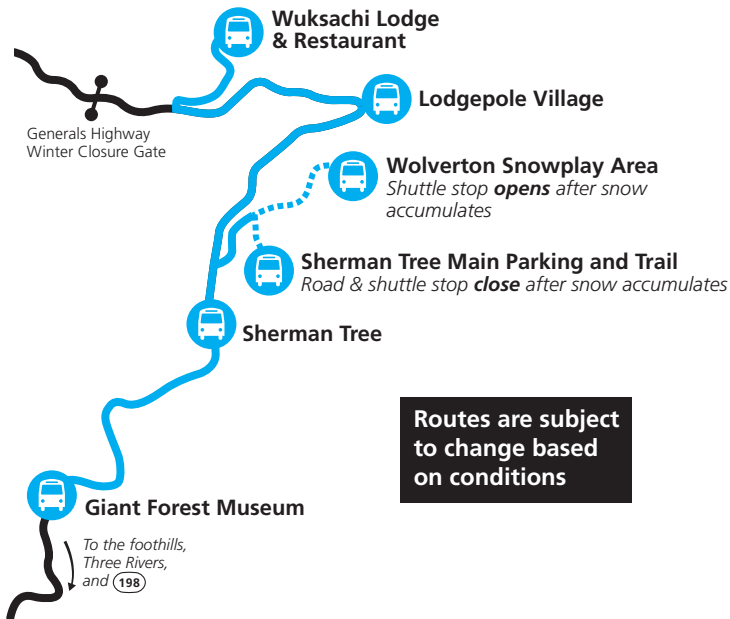 Wuksachi Lodge
& Restaurant
Lodgepole Village
Generals Highway
Winter Closure Gate
Wolverton Snowplay Area
Shuttle stop opens after snow
accumulates
Sherman Tree Main Parking and Trail
Road & shuttle stop close after snow accumulates
Sherman Tree
Routes are subject
to change based
on conditions
Giant Forest Museum
To the foothills,
Three Rivers,
and 198